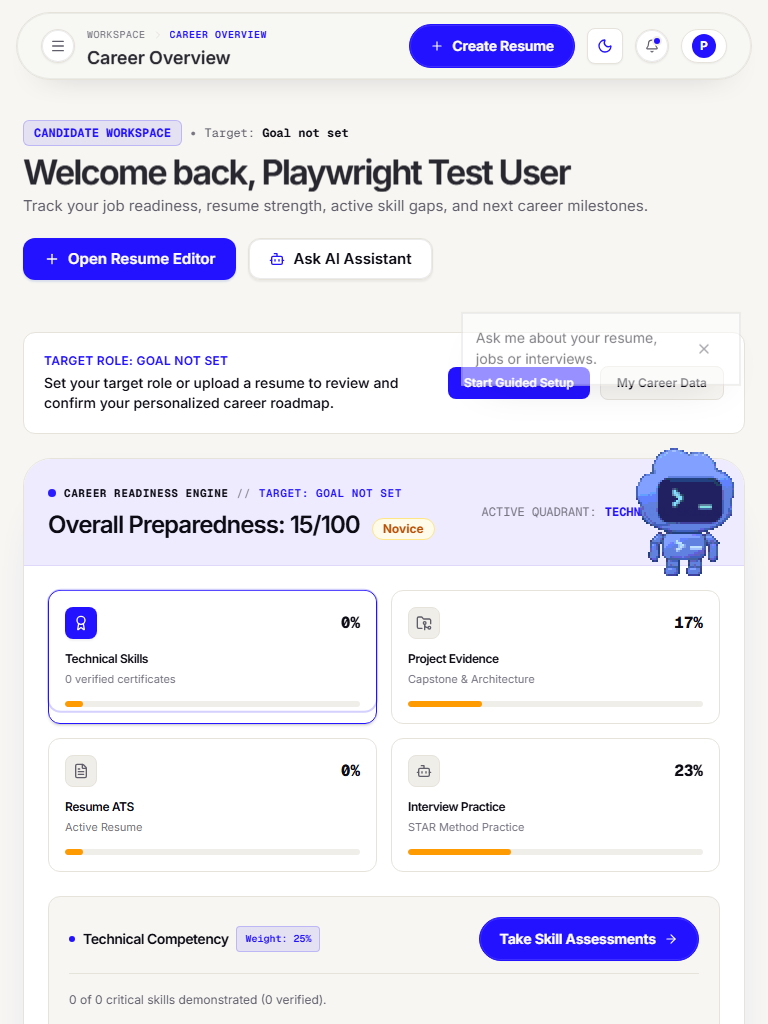 WORKSPACE CAREER OVERVIEW
Career Overview
Create Resume
P
CANDIDATE WORKSPACE • Target: Goal not set
Welcome back, Playwright Test User
Track your job readiness, resume strength, active skill gaps, and next career milestones.
Open Resume Editor
Ask AI Assistant
Ask me about your resume,
jobs or interviews.
TARGET ROLE: GOAL NOT SET
Set your target role or upload a resume to review and
confirm your personalized career roadmap.
Start Guided Setup
My Career Data
CAREER READINESS ENGINE // TARGET: GOAL NOT SET
Overall Preparedness: 15/100 Novice
ACTIVE QUADRANT: TECHN
0%
Technical Skills
0 verified certificates
17%
Project Evidence
Capstone & Architecture
0%
Resume ATS
Active Resume
23%
Interview Practice
STAR Method Practice
Technical Competency Weight: 25%
Take Skill Assessments
0 of 0 critical skills demonstrated (0 verified).